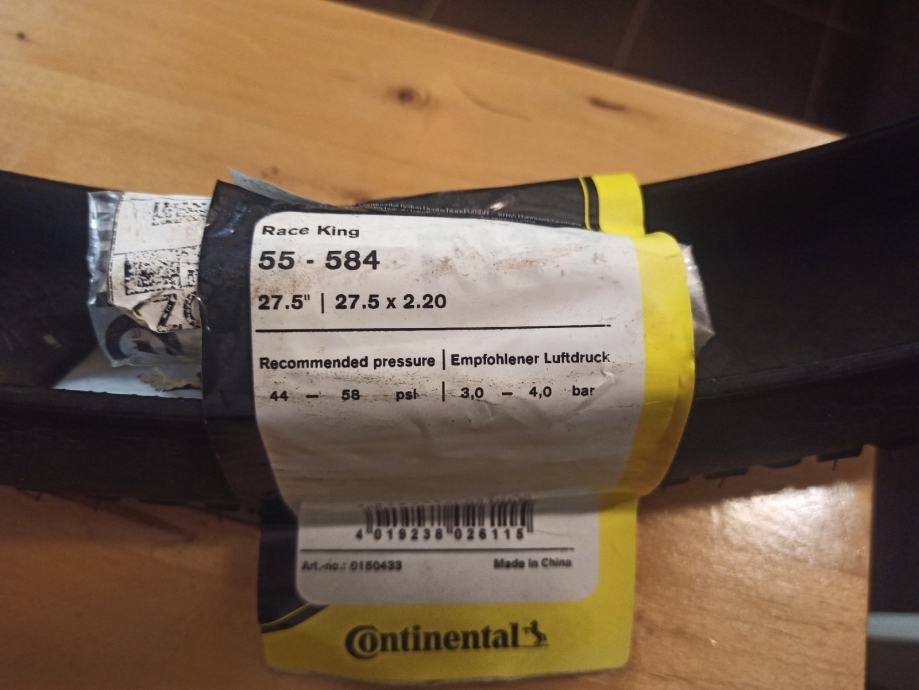 Race King
55 - 584
27.5" | 27.5 x 2.20
Recommended pressure | Empfohlener Luftdruck
44 – 58 psi | 3,0 – 4,0 bar
4 019238 026115
Art.-no.: 0150433
Made in China
Continental